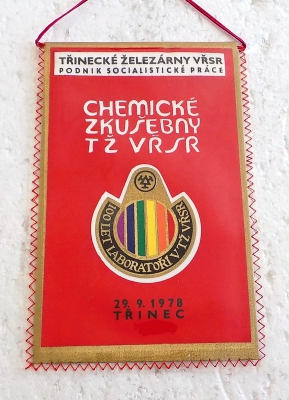 TŘINECKÉ ŽELEZÁRNY VŘSR
PODNIK SOCIALISTICKÉ PRÁCE
CHEMICKÉ
ZKUŠEBNY
TŽ VŘSR
100 LET LABORATOŘÍ V TŽ VŘSR
29. 9. 1978
TŘINEC